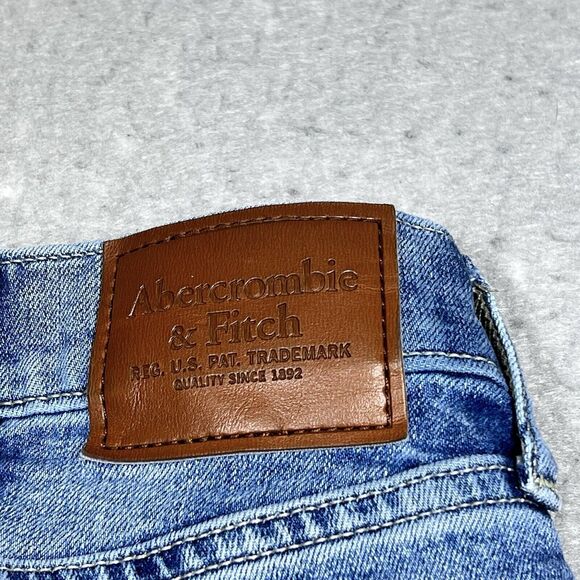 Abercrombie
& Fitch
REG. U.S. PAT. TRADEMARK
QUALITY SINCE 1892